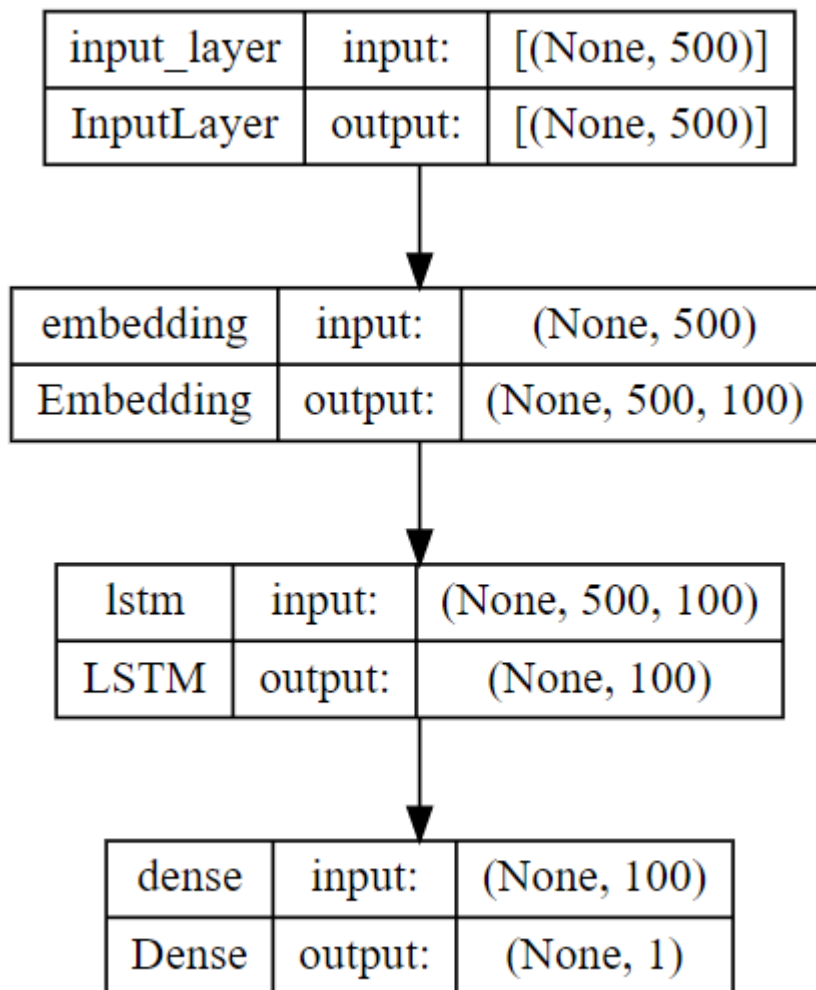 input_layer input: [(None, 500)]
InputLayer output: [(None, 500)]
embedding input: (None, 500)
Embedding output: (None, 500, 100)
lstm input: (None, 500, 100)
LSTM output: (None, 100)
dense input: (None, 100)
Dense output: (None, 1)